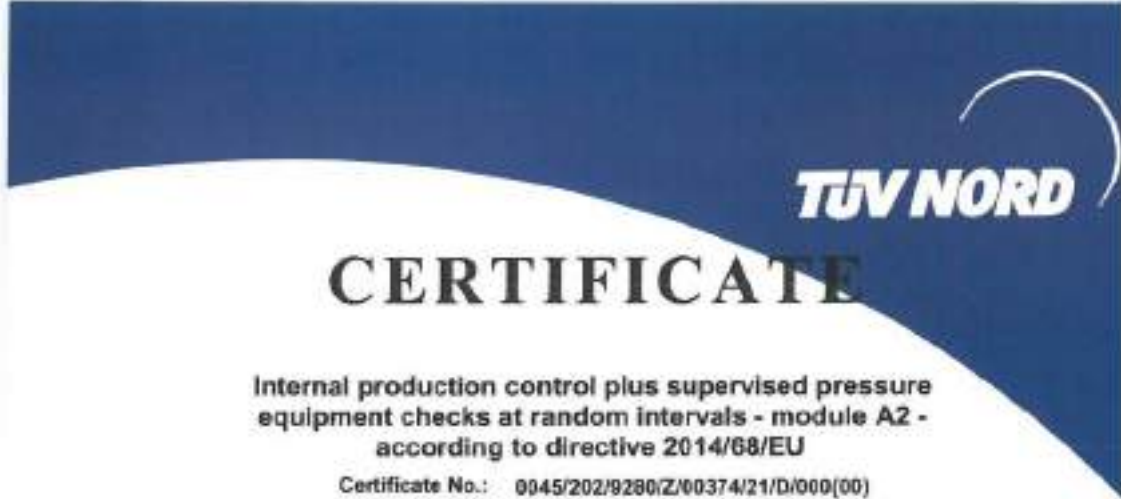 TÜV NORD
CERTIFICATE
Internal production control plus supervised pressure
equipment checks at random intervals - module A2 -
according to directive 2014/68/EU
Certificate No.: 0045/202/9280/Z/00374/21/D/000(00)